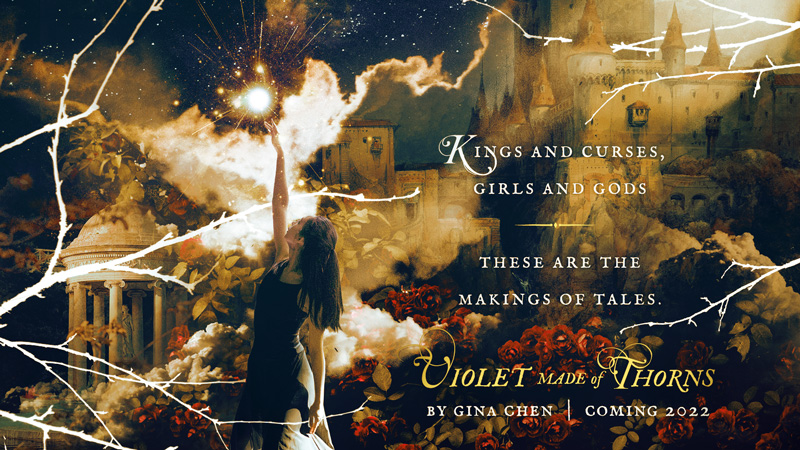 Kings and curses,
girls and gods
these are the
makings of tales.
Violet made of Thorns
by Gina Chen | Coming 2022